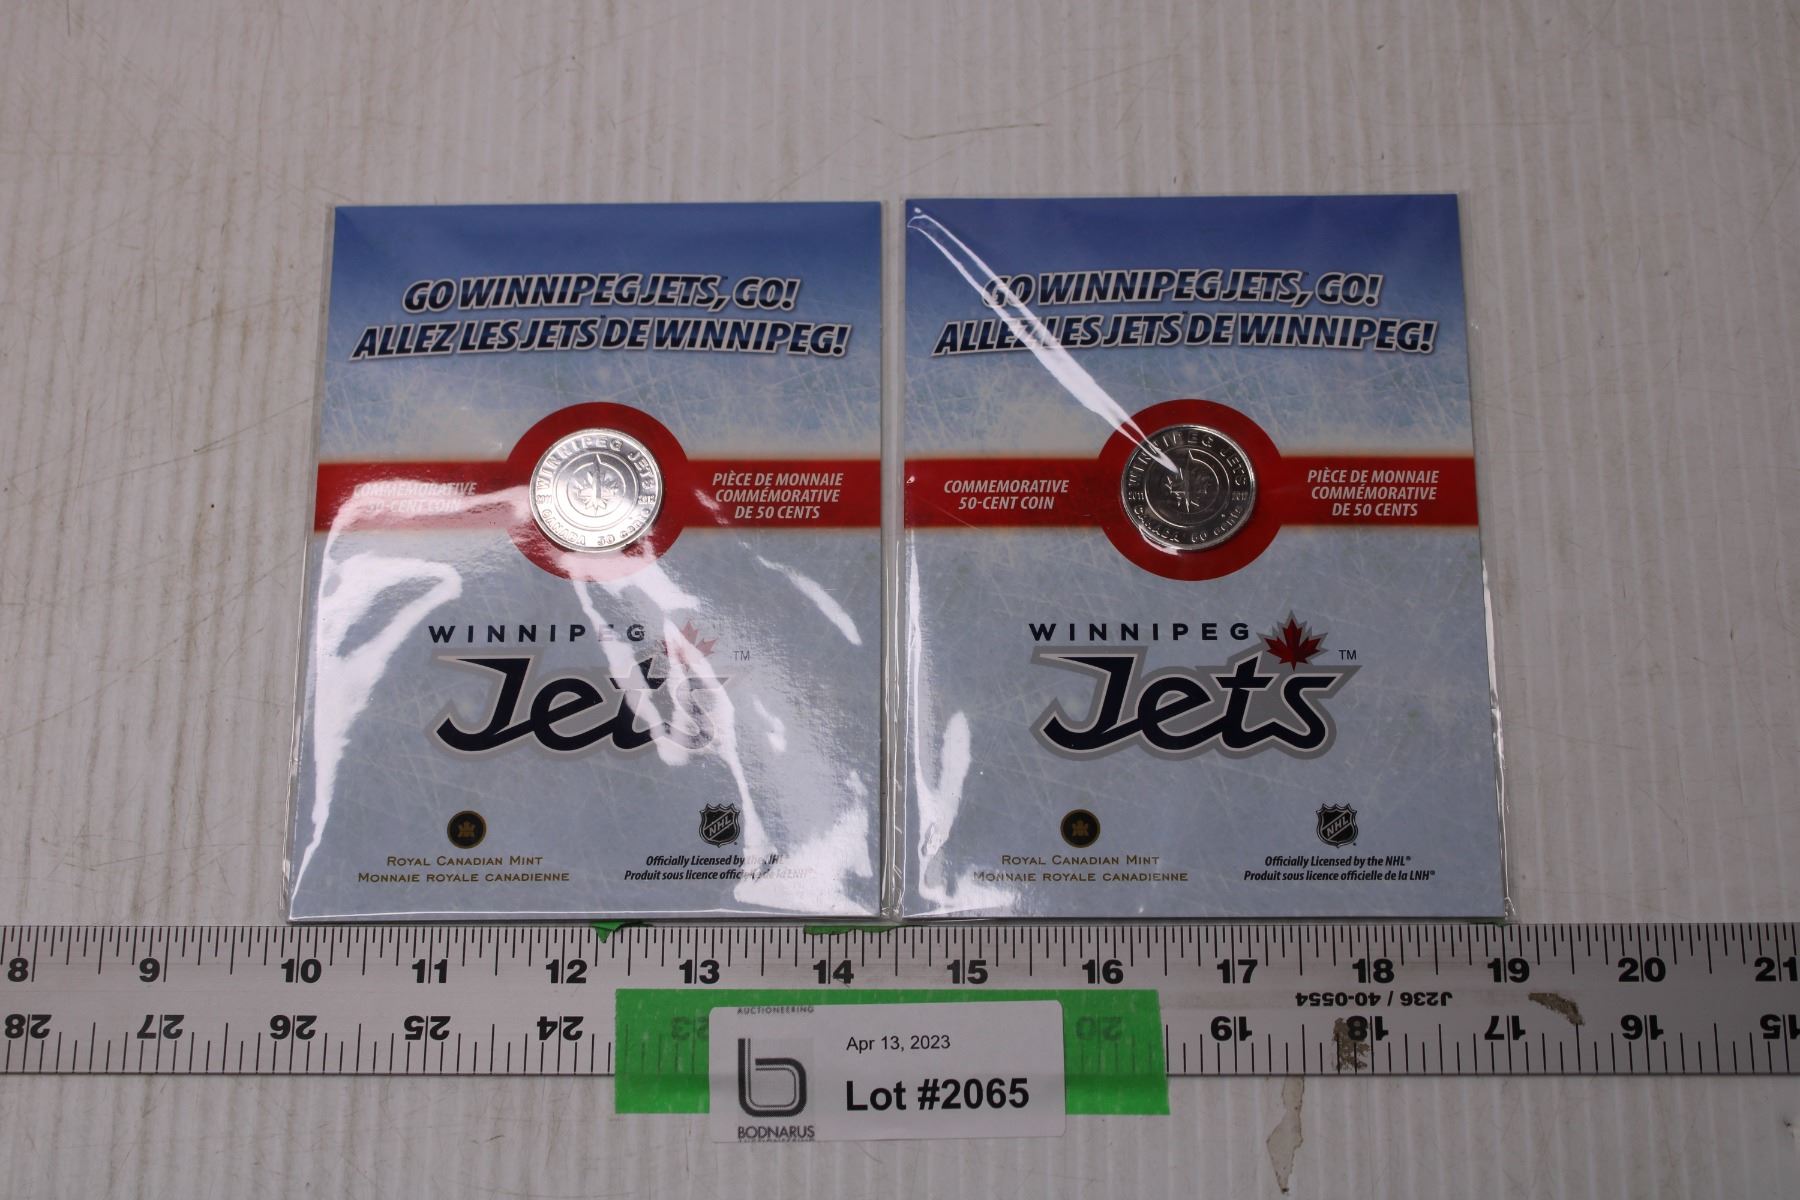 GO WINNIPEG JETS, GO!
ALLEZ LES JETS DE WINNIPEG!
COMMEMORATIVE
50-CENT COIN
WINNIPEG JETS
CANADA 50 cents
PIÈCE DE MONNAIE
COMMÉMORATIVE
DE 50 CENTS
WINNIPEG
Jets
TM
ROYAL CANADIAN MINT
MONNAIE ROYALE CANADIENNE
NHL
Officially Licensed by the NHL
Produit sous licence officielle de la LNH
GO WINNIPEG JETS, GO!
ALLEZ LES JETS DE WINNIPEG!
COMMEMORATIVE
50-CENT COIN
WINNIPEG JETS
2011 2012
CANADA 50 cents
PIÈCE DE MONNAIE
COMMÉMORATIVE
DE 50 CENTS
WINNIPEG
Jets
TM
ROYAL CANADIAN MINT
MONNAIE ROYALE CANADIENNE
NHL
Officially Licensed by the NHL®
Produit sous licence officielle de la LNH®
8 9 10 11 12 13 14 15 16 17 18 19 20 21
J236 / 40-0554
28 27 26 25 24 23 20 19 18 17 16 15
AUCTIONEERING
Apr 13, 2023
Lot #2065
b
BODNARUS